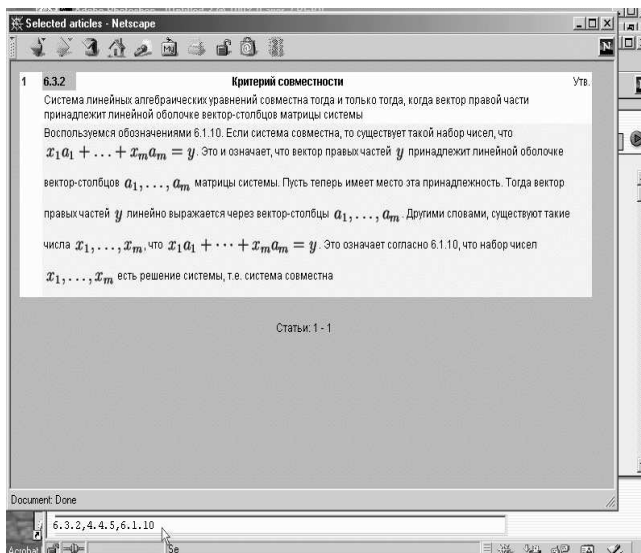 Selected articles - Netscape
1 6.3.2 Критерий совместности Утв.
Система линейных алгебраических уравнений совместна тогда и только тогда, когда вектор правой части
принадлежит линейной оболочке вектор-столбцов матрицы системы
Воспользуемся обозначениями 6.1.10. Если система совместна, то существует такой набор чисел, что
x₁a₁ + ... + xₘaₘ = y. Это и означает, что вектор правых частей y принадлежит линейной оболочке
вектор-столбцов a₁, ..., aₘ матрицы системы. Пусть теперь имеет место эта принадлежность. Тогда вектор
правых частей y линейно выражается через вектор-столбцы a₁, ..., aₘ. Другими словами, существуют такие
числа x₁, ..., xₘ, что x₁a₁ + ··· + xₘaₘ = y. Это означает согласно 6.1.10, что набор чисел
x₁, ..., xₘ есть решение системы, т.е. система совместна
Статьи: 1 - 1
Document: Done
6.3.2,4.4.5,6.1.10
Acrobat
Se